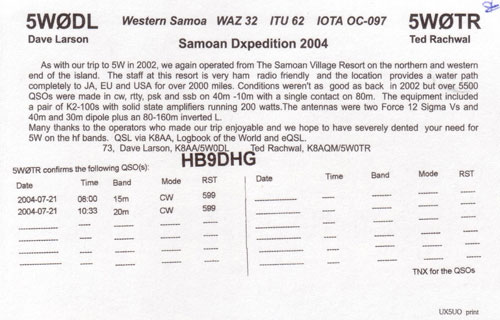 5WØDL Western Samoa WAZ 32 ITU 62 IOTA OC-097 5WØTR
Dave Larson Ted Rachwal
Samoan Dxpedition 2004
As with our trip to 5W in 2002, we again operated from The Samoan Village Resort on the northern and western
end of the island. The staff at this resort is very ham radio friendly and the location provides a water path
completely to JA, EU and USA for over 2000 miles. Conditions weren't as good as back in 2002 but over 5500
QSOs were made in cw, rtty, psk and ssb on 40m -10m with a single contact on 80m. The equipment included
a pair of K2-100s with solid state amplifiers running 200 watts.The antennas were two Force 12 Sigma Vs and
40m and 30m dipole plus an 80-160m inverted L.
Many thanks to the operators who made our trip enjoyable and we hope to have severely dented your need for
5W on the hf bands. QSL via K8AA, Logbook of the World and eQSL.
73, Dave Larson, K8AA/5W0DL Ted Rachwal, K8AQM/5W0TR
HB9DHG
5WØTR confirms the following QSO(s):
Date Time Band Mode RST Date Time Band Mode RST
2004-07-21 08:00 15m CW 599
2004-07-21 10:33 20m CW 599
TNX for the QSOs
UX5UO print